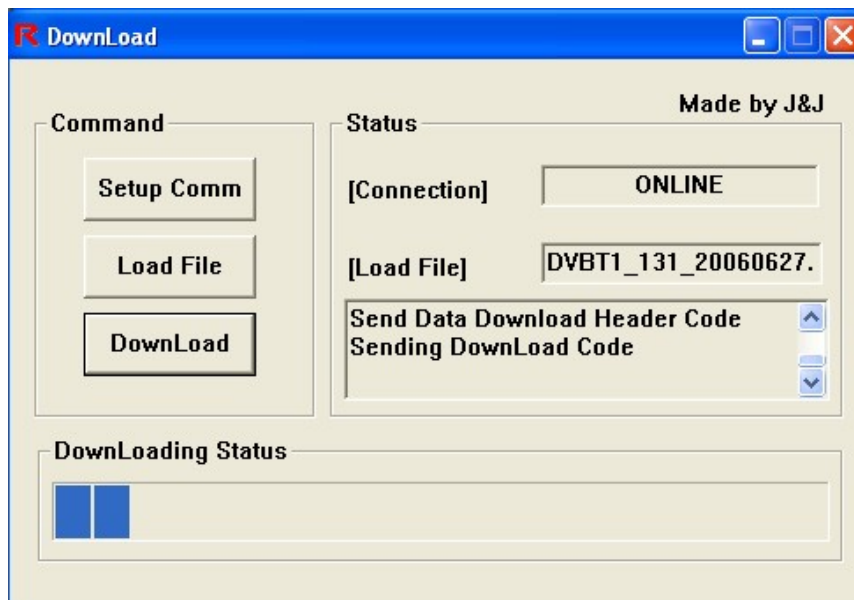 R DownLoad
Made by J&J
Command
Setup Comm
Load File
DownLoad
Status
[Connection]
ONLINE
[Load File]
DVBT1_131_20060627.
Send Data Download Header Code
Sending DownLoad Code
DownLoading Status